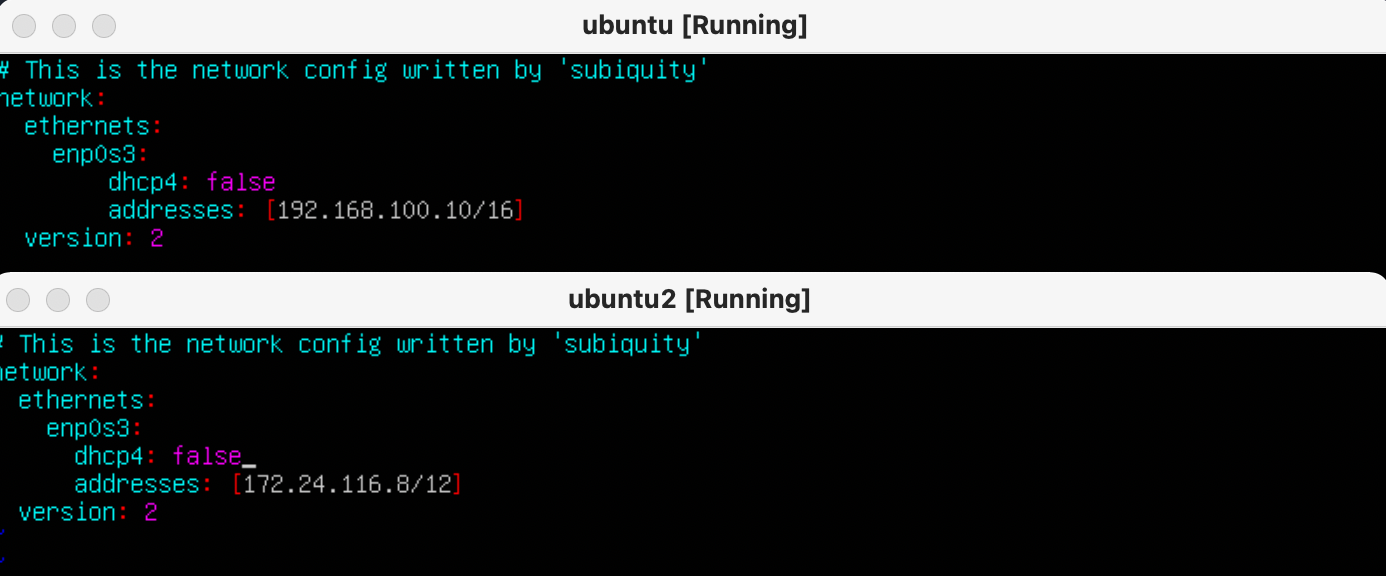 ubuntu [Running]
# This is the network config written by 'subiquity'
network:
  ethernets:
    enp0s3:
        dhcp4: false
        addresses: [192.168.100.10/16]
  version: 2
ubuntu2 [Running]
# This is the network config written by 'subiquity'
network:
  ethernets:
    enp0s3:
      dhcp4: false
      addresses: [172.24.116.8/12]
  version: 2
~
~